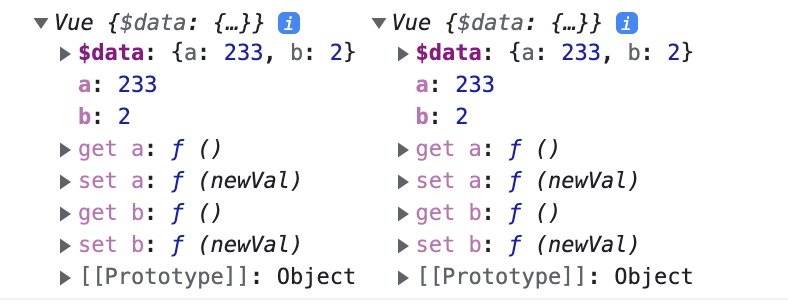 ▼Vue {$data: {…}} i
▶$data: {a: 233, b: 2}
a: 233
b: 2
▶get a: ƒ ()
▶set a: ƒ (newVal)
▶get b: ƒ ()
▶set b: ƒ (newVal)
▶[[Prototype]]: Object
▼Vue {$data: {…}} i
▶$data: {a: 233, b: 2}
a: 233
b: 2
▶get a: ƒ ()
▶set a: ƒ (newVal)
▶get b: ƒ ()
▶set b: ƒ (newVal)
▶[[Prototype]]: Object